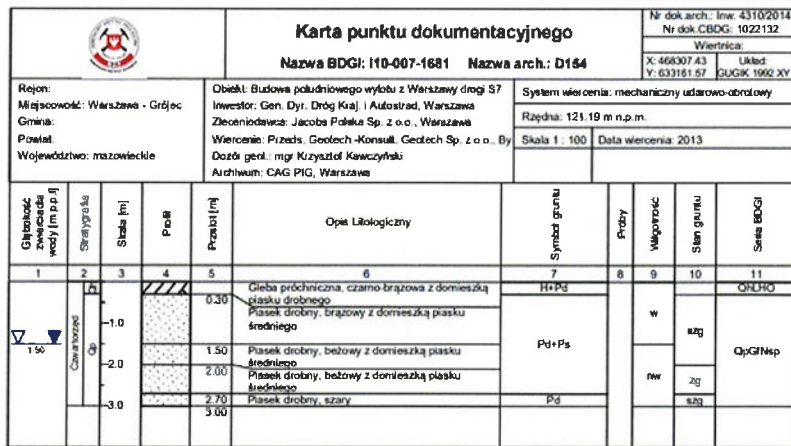 Karta punktu dokumentacyjnego
Nazwa BDGI: I10-007-1681 Nazwa arch.: D154
Nr dok.arch.: Inw. 4310/2014
Nr dok.CBDG: 1022132
Wiertnica:
X: 468307.43
Y: 633161.57
Układ:
GUGIK 1992 XY
Rejon:
Miejscowość: Warszawa - Grójec
Gmina:
Powiat:
Województwo: mazowieckie
Obiekt: Budowa południowego wylotu z Warszawy drogi S7
Inwestor: Gen. Dyr. Dróg Kraj. i Autostrad, Warszawa
Zleceniodawca: Jacobs Polska Sp. z o.o., Warszawa
Wiercenie: Przeds. Geotech -Konsult. Geotech Sp. z o.o., By
Dozór geol.: mgr Krzysztof Kawczyński
Archiwum: CAG PIG, Warszawa
System wiercenia: mechaniczny udarowo-obrotowy
Rzędna: 121.19 m n.p.m.
Skala 1 : 100 Data wiercenia: 2013
Głębokość zwierciadła wody [m p.p.t]
Stratygrafia
Skala [m]
Profil
Przelot [m]
Opis Litologiczny
Symbol gruntu
Próby
Wilgotność
Stan gruntu
Seria BDGI
1 2 3 4 5 6 7 8 9 10 11
Gleba próchniczna, czarno-brązowa z domieszką
piasku drobnego
H+Pd
QhLHO
0.30
Piasek drobny, brązowy z domieszką piasku
średniego
-1.0
w
szg
Pd+Ps
Czwartorzęd
Qp
1.50
1.50
Piasek drobny, beżowy z domieszką piasku
średniego
QpGfNsp
-2.0
2.00
Piasek drobny, beżowy z domieszką piasku
średniego
nw
zg
2.70
Piasek drobny, szary
Pd
szg
-3.0
3.00